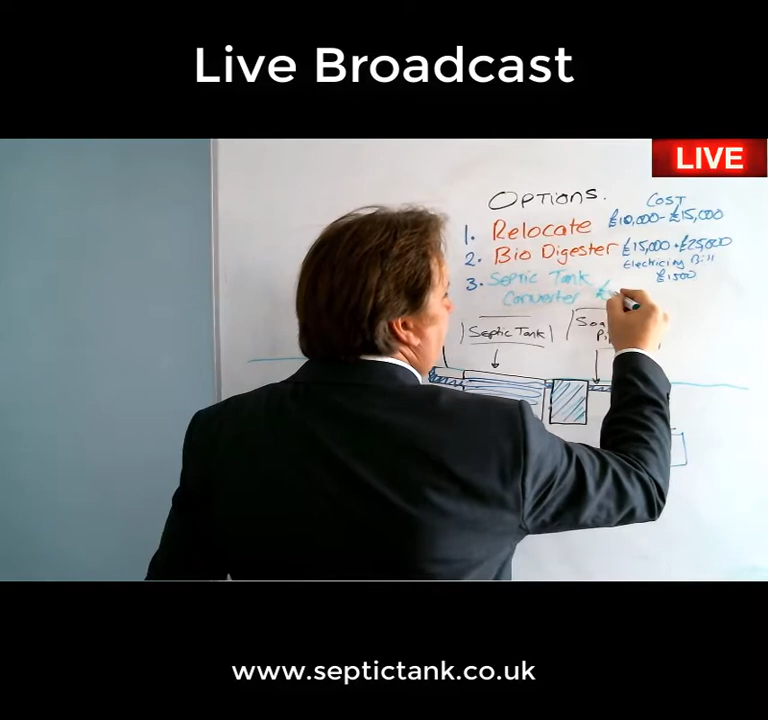 Live Broadcast
LIVE
OPTIONS.
COST
1. Relocate £10,000 - £15,000
2. Bio Digester £15,000 + £25,000
Electricity Bill
£1500
3. Septic Tank
Converter £
Septic Tank
www.septictank.co.uk